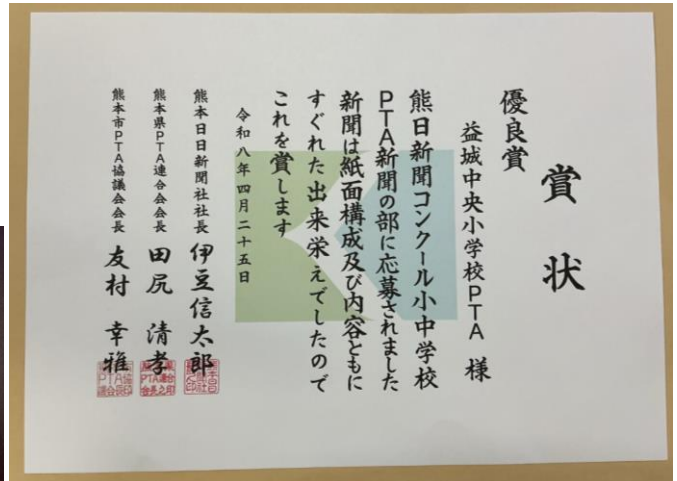 賞状
優良賞
益城中央小学校PTA 様
熊日新聞コンクール小中学校
PTA新聞の部に応募されました
新聞は紙面構成及び内容ともに
すぐれた出来栄えでしたので
これを賞します
令和八年四月二十五日
熊本日日新聞社社長 伊豆信太郎
熊本県PTA連合会会長 田尻 清孝
熊本市PTA協議会会長 友村 幸雅